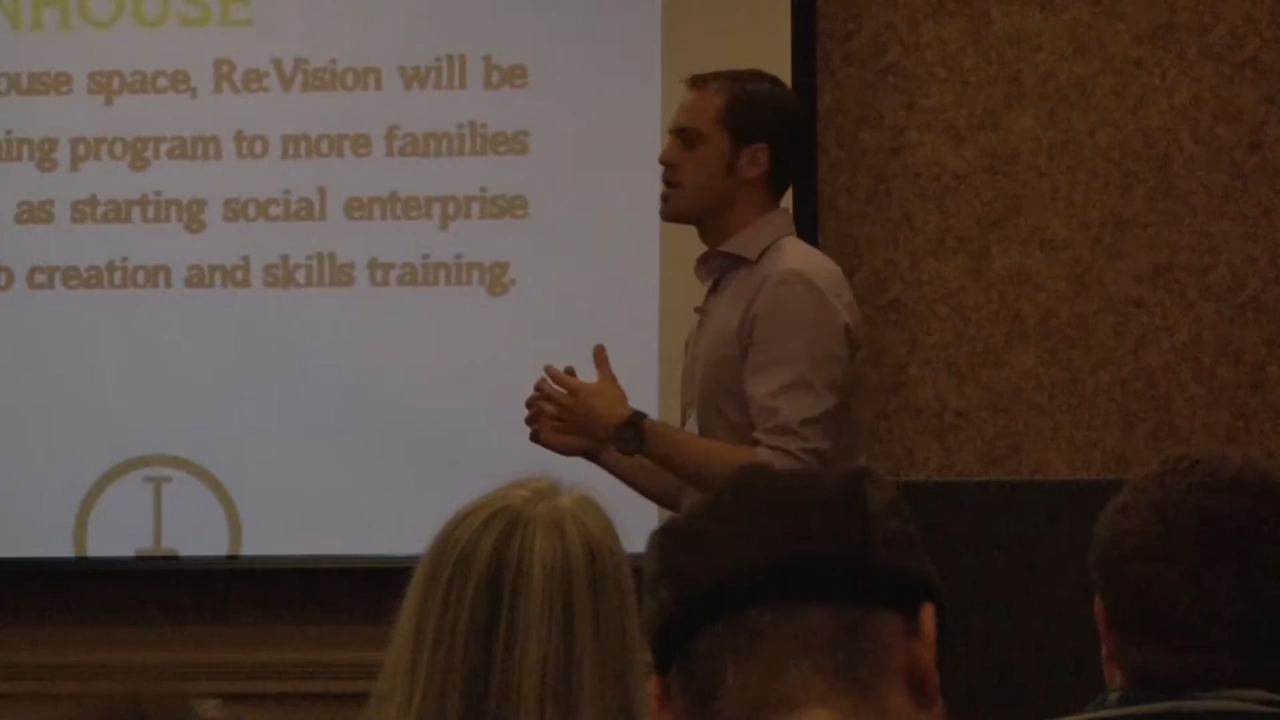 NHOUSE
ouse space, Re:Vision will be
ing program to more families
as starting social enterprise
creation and skills training.